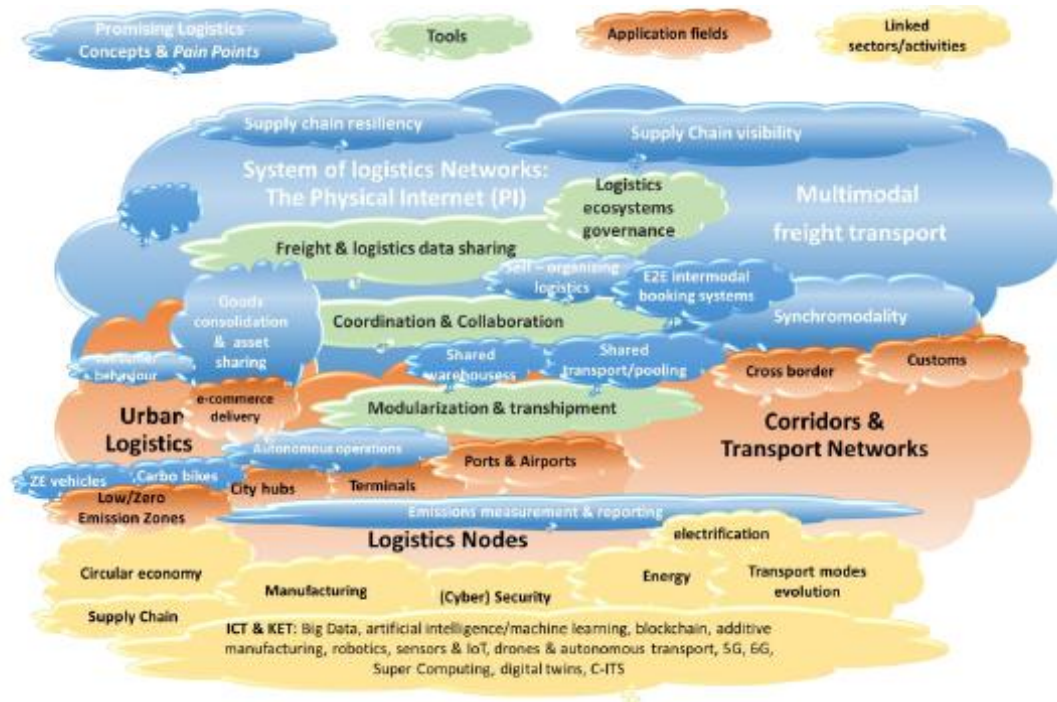 Promising Logistics
Concepts & Pain Points
Tools
Application fields
Linked
sectors/activities
Supply chain resiliency
Supply Chain visibility
System of logistics Networks:
The Physical Internet (PI)
Logistics
ecosystems
governance
Multimodal
freight transport
Freight & logistics data sharing
Self – organising
logistics
E2E intermodal
booking systems
Goods
consolidation
& asset
sharing
Coordination & Collaboration
Synchromodality
behaviour
Shared
warehousess
Shared
transport/pooling
Cross border
Customs
e-commerce
delivery
Urban
Logistics
Modularization & transhipment
Corridors &
Transport Networks
Autonomous operations
Ports & Airports
ZE vehicles
Carbo bikes
City hubs
Terminals
Low/Zero
Emission Zones
Emissions measurement & reporting
Logistics Nodes
electrification
Circular economy
Manufacturing
(Cyber) Security
Energy
Transport modes
evolution
Supply Chain
ICT & KET: Big Data, artificial intelligence/machine learning, blockchain, additive
manufacturing, robotics, sensors & IoT, drones & autonomous transport, 5G, 6G,
Super Computing, digital twins, C-ITS